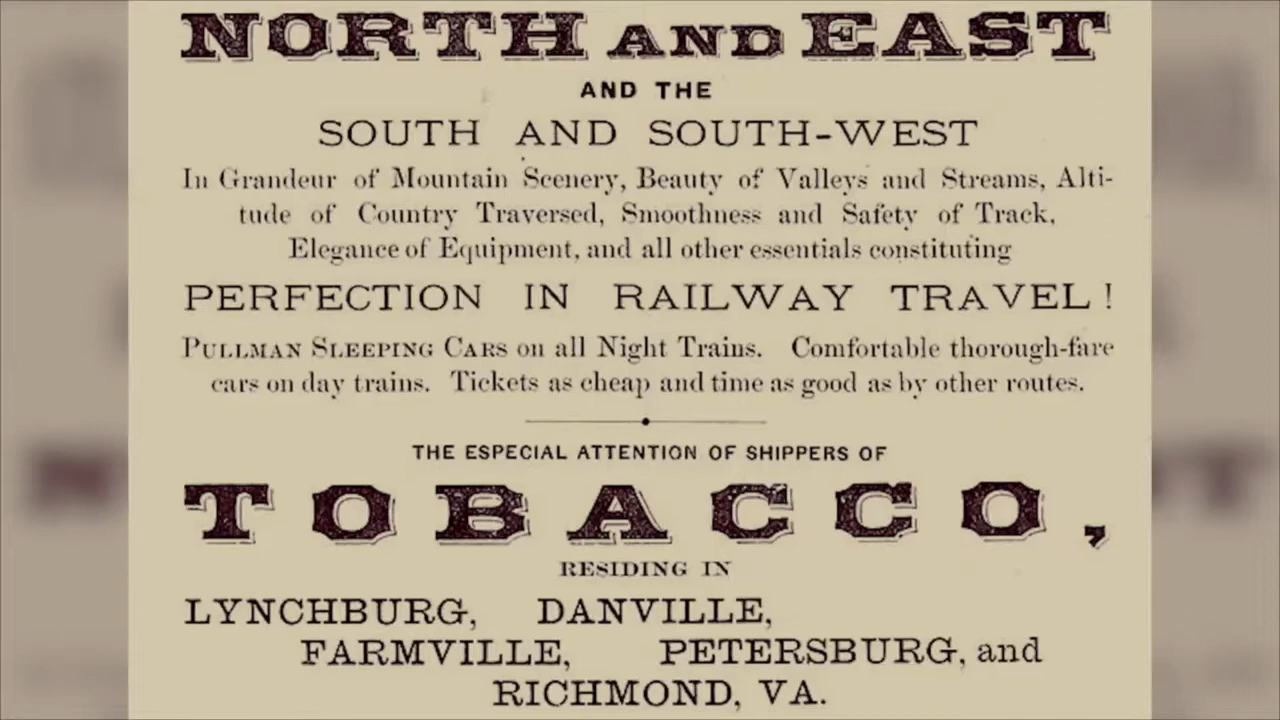 NORTH AND EAST
AND THE
SOUTH AND SOUTH-WEST
In Grandeur of Mountain Scenery, Beauty of Valleys and Streams, Alti-
tude of Country Traversed, Smoothness and Safety of Track,
Elegance of Equipment, and all other essentials constituting
PERFECTION IN RAILWAY TRAVEL!
PULLMAN SLEEPING CARS on all Night Trains. Comfortable thorough-fare
cars on day trains. Tickets as cheap and time as good as by other routes.
THE ESPECIAL ATTENTION OF SHIPPERS OF
TOBACCO,
RESIDING IN
LYNCHBURG, DANVILLE,
FARMVILLE, PETERSBURG, and
RICHMOND, VA.